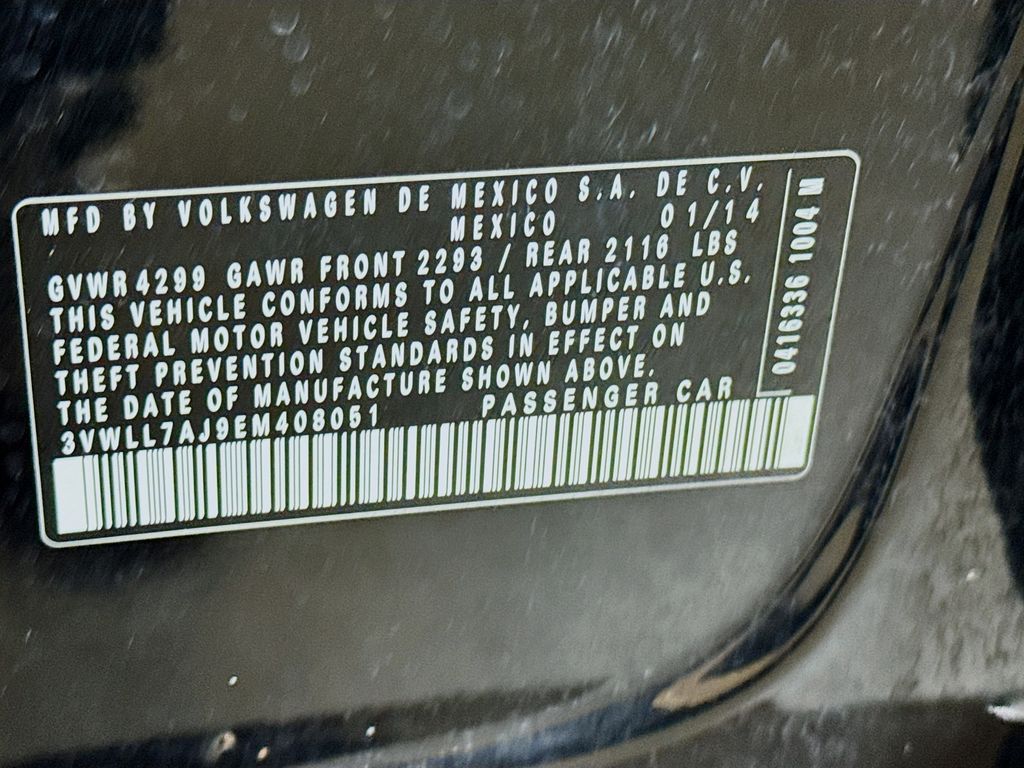 MFD BY VOLKSWAGEN DE MEXICO S.A. DE C.V.
MEXICO 01/14
GVWR 4299 GAWR FRONT 2293 / REAR 2116 LBS
THIS VEHICLE CONFORMS TO ALL APPLICABLE U.S.
FEDERAL MOTOR VEHICLE SAFETY, BUMPER AND
THEFT PREVENTION STANDARDS IN EFFECT ON
THE DATE OF MANUFACTURE SHOWN ABOVE.
3VWLL7AJ9EM408051 PASSENGER CAR
0416336 1004 M